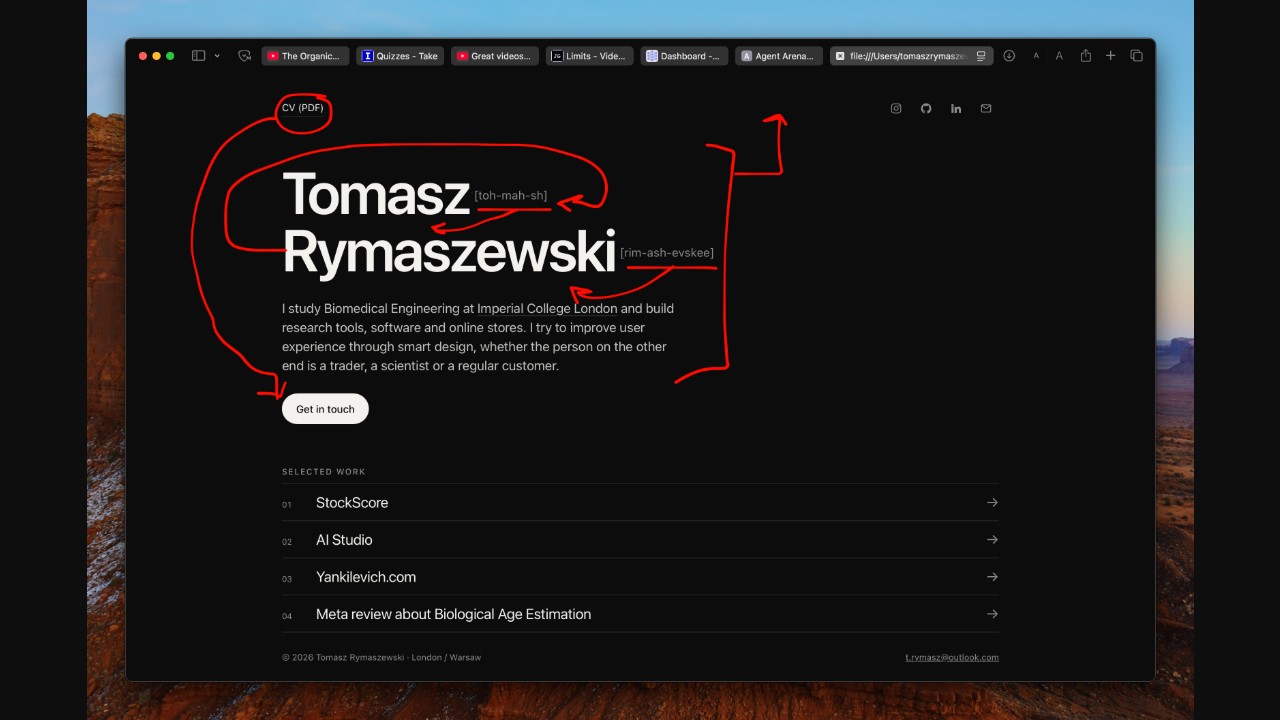 The Organic...
Quizzes - Take
Great videos...
Limits - Vide...
Dashboard -...
Agent Arena...
file:///Users/tomaszrymasze
A
A
CV (PDF)
Tomasz [toh-mah-sh]
Rymaszewski [rim-ash-evskee]
I study Biomedical Engineering at Imperial College London and build
research tools, software and online stores. I try to improve user
experience through smart design, whether the person on the other
end is a trader, a scientist or a regular customer.
Get in touch
SELECTED WORK
01 StockScore
02 AI Studio
03 Yankilevich.com
04 Meta review about Biological Age Estimation
© 2026 Tomasz Rymaszewski · London / Warsaw
t.rymasz@outlook.com